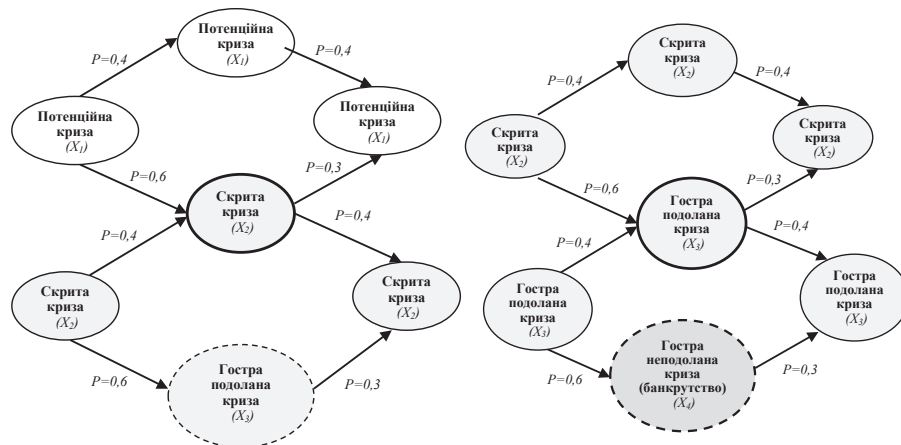 Потенційна
криза
(X₁)
P=0,4
P=0,4
Потенційна
криза
(X₁)
Потенційна
криза
(X₁)
P=0,6
P=0,3
Скрита
криза
(X₂)
P=0,4
P=0,4
Скрита
криза
(X₂)
Скрита
криза
(X₂)
P=0,6
P=0,3
Гостра
подолана
криза
(X₃)
Скрита
криза
(X₂)
P=0,4
P=0,4
Скрита
криза
(X₂)
Скрита
криза
(X₂)
P=0,6
P=0,3
Гостра
подолана
криза
(X₃)
P=0,4
P=0,4
Гостра
подолана
криза
(X₃)
Гостра
подолана
криза
(X₃)
P=0,6
P=0,3
Гостра
неподолана
криза
(банкрутство)
(X₄)